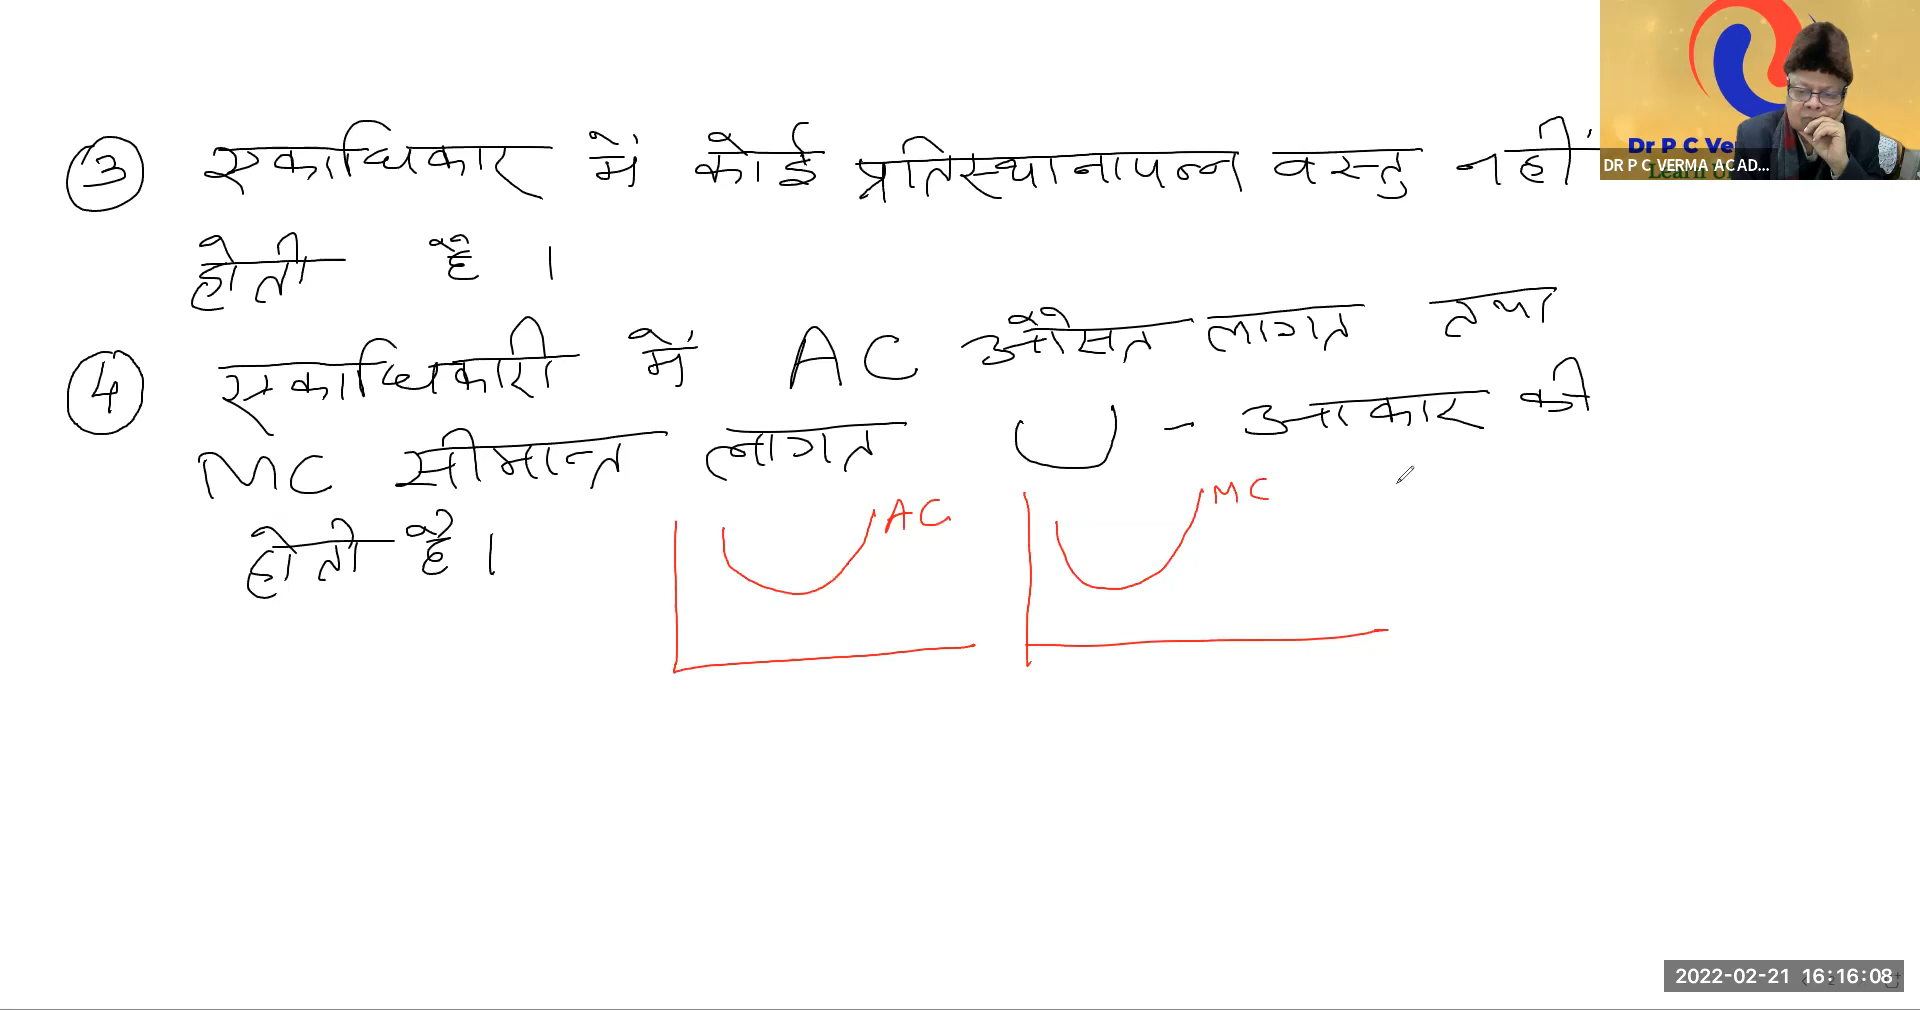 ③ एकाधिकार में कोई प्रतिस्थानापन्न वस्तु नहीं
होती है ।
④ एकाधिकारी में AC औसत लागत तथा
MC सीमान्त लागत U - आकार की
होती है ।
AC
MC
Dr P C Ve
DR P C VERMA ACAD...
2022-02-21 16:16:08